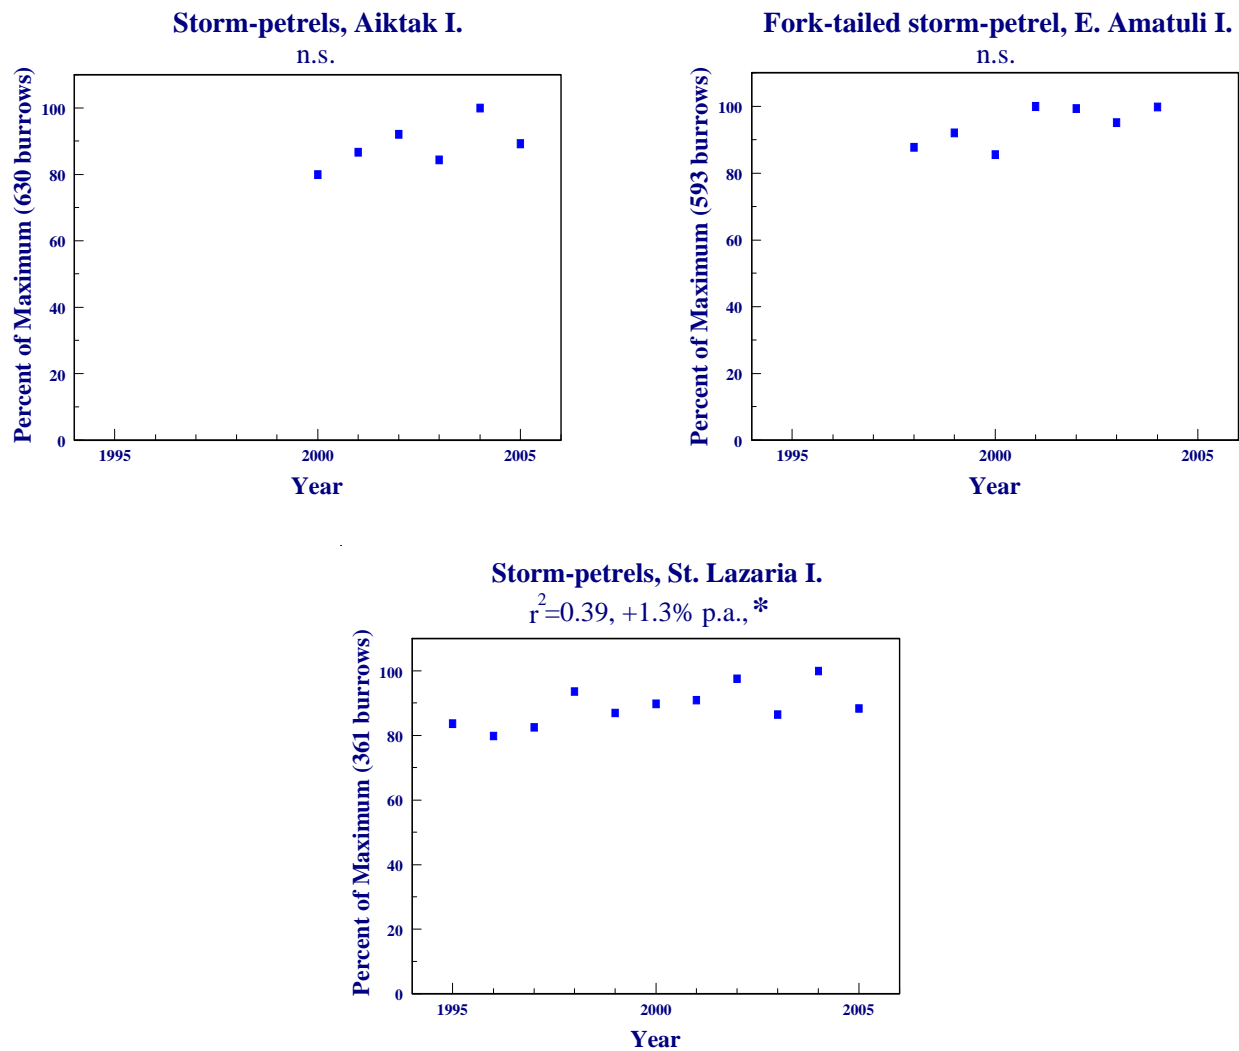 Storm-petrels, Aiktak I.
n.s.
Percent of Maximum (630 burrows)
100
80
60
40
20
0
1995
2000
2005
Year
Fork-tailed storm-petrel, E. Amatuli I.
n.s.
Percent of Maximum (593 burrows)
100
80
60
40
20
0
1995
2000
2005
Year
Storm-petrels, St. Lazaria I.
r²=0.39, +1.3% p.a., *
Percent of Maximum (361 burrows)
100
80
60
40
20
0
1995
2000
2005
Year